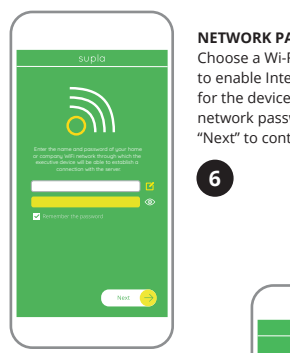 supla
Enter the name and password of your home
or company WiFi network through which the
executive device will be able to establish a
connection with the server.
Remember the password
Next
NETWORK PA
Choose a Wi-F
to enable Inte
for the device
network passw
“Next” to cont
6